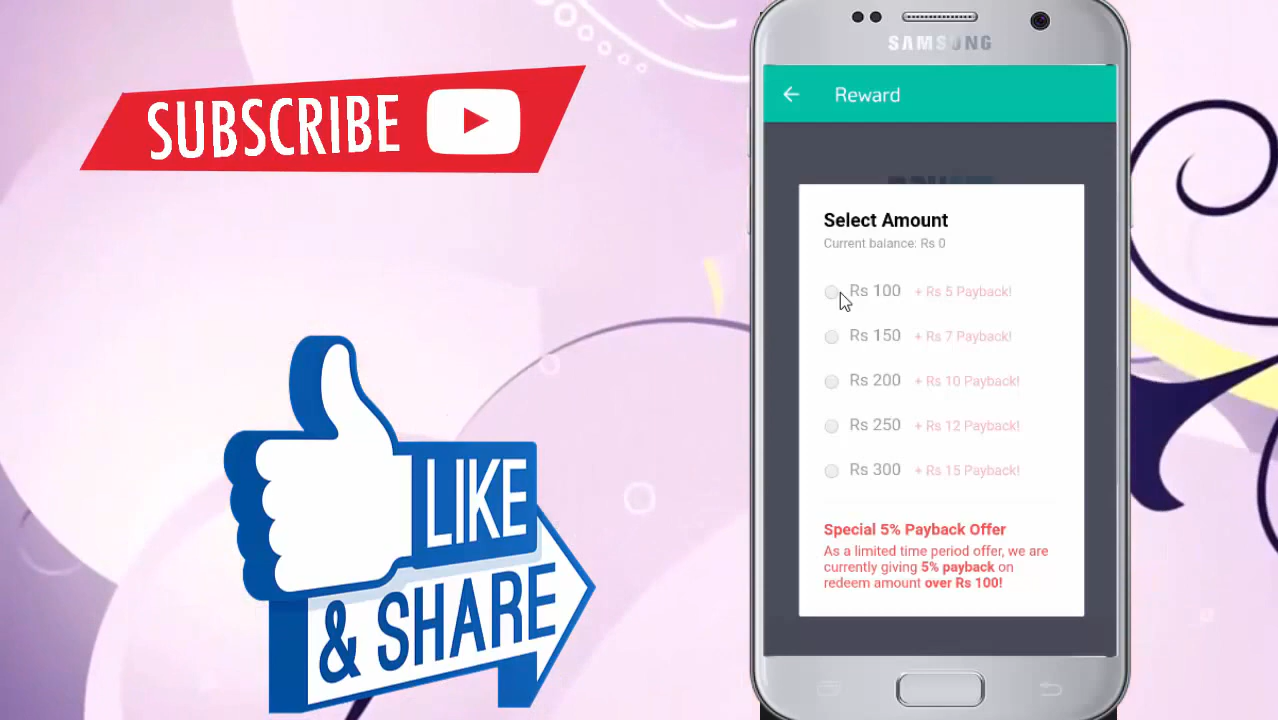 SUBSCRIBE
LIKE
& SHARE
SAMSUNG
Reward
Select Amount
Current balance: Rs 0
Rs 100 + Rs 5 Payback!
Rs 150 + Rs 7 Payback!
Rs 200 + Rs 10 Payback!
Rs 250 + Rs 12 Payback!
Rs 300 + Rs 15 Payback!
Special 5% Payback Offer
As a limited time period offer, we are
currently giving 5% payback on
redeem amount over Rs 100!